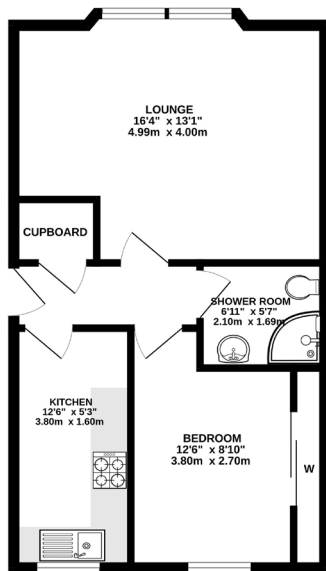 LOUNGE
16'4" x 13'1"
4.99m x 4.00m
CUPBOARD
SHOWER ROOM
6'11" x 5'7"
2.10m x 1.69m
KITCHEN
12'6" x 5'3"
3.80m x 1.60m
BEDROOM
12'6" x 8'10"
3.80m x 2.70m
W